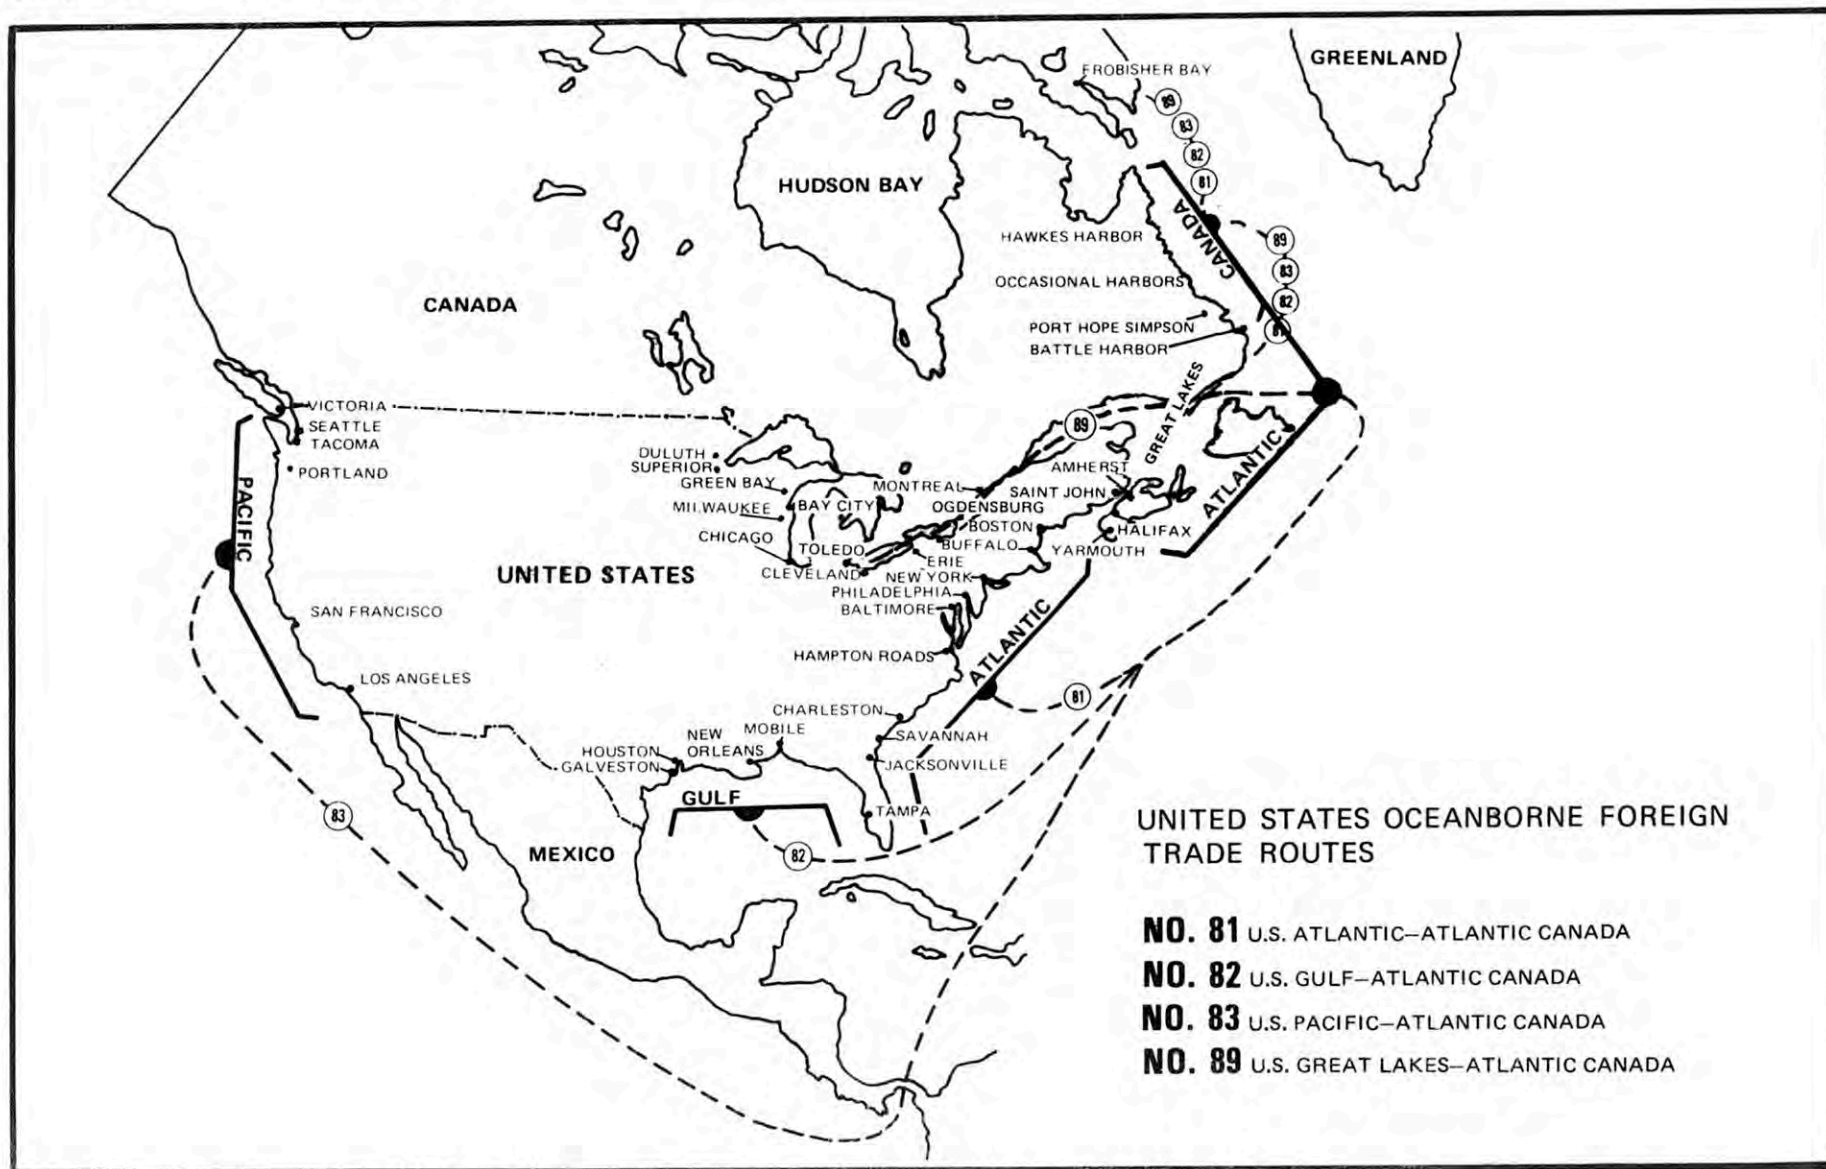 GREENLAND
FROBISHER BAY
89
83
82
81
HUDSON BAY
CANADA
HAWKES HARBOR
89
83
OCCASIONAL HARBORS
82
CANADA
PORT HOPE SIMPSON
81
BATTLE HARBOR
GREAT LAKES
VICTORIA
SEATTLE
TACOMA
PORTLAND
PACIFIC
89
DULUTH
SUPERIOR
GREEN BAY
MILWAUKEE
BAY CITY
CHICAGO
TOLEDO
CLEVELAND
MONTREAL
AMHERST
SAINT JOHN
OGDENSBURG
BOSTON
HALIFAX
BUFFALO
YARMOUTH
ERIE
NEW YORK
PHILADELPHIA
BALTIMORE
ATLANTIC
UNITED STATES
SAN FRANCISCO
HAMPTON ROADS
ATLANTIC
LOS ANGELES
81
CHARLESTON
SAVANNAH
MOBILE
NEW
ORLEANS
HOUSTON
GALVESTON
JACKSONVILLE
GULF
TAMPA
83
82
MEXICO
UNITED STATES OCEANBORNE FOREIGN
TRADE ROUTES
NO. 81 U.S. ATLANTIC–ATLANTIC CANADA
NO. 82 U.S. GULF–ATLANTIC CANADA
NO. 83 U.S. PACIFIC–ATLANTIC CANADA
NO. 89 U.S. GREAT LAKES–ATLANTIC CANADA